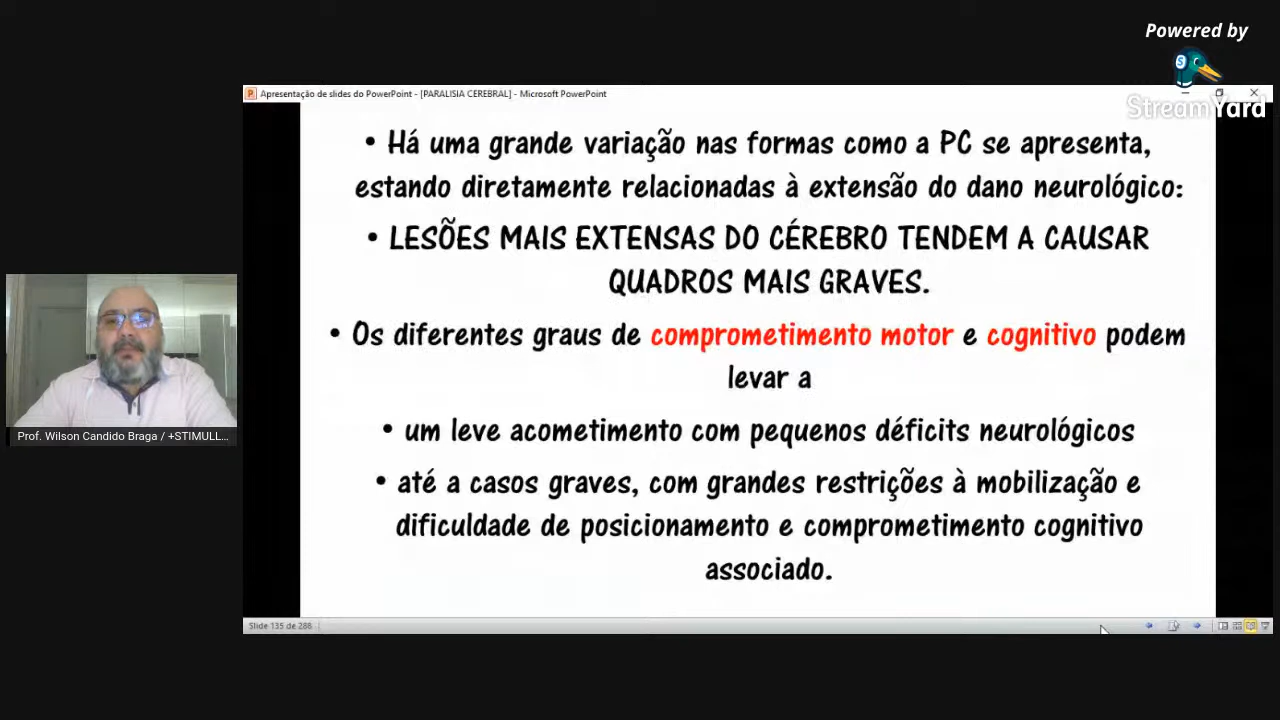 Powered by
StreamYard
Apresentação de slides do PowerPoint - [PARALISIA CEREBRAL] - Microsoft PowerPoint
• Há uma grande variação nas formas como a PC se apresenta,
estando diretamente relacionadas à extensão do dano neurológico:
• LESÕES MAIS EXTENSAS DO CÉREBRO TENDEM A CAUSAR
QUADROS MAIS GRAVES.
• Os diferentes graus de comprometimento motor e cognitivo podem
levar a
• um leve acometimento com pequenos déficits neurológicos
• até a casos graves, com grandes restrições à mobilização e
dificuldade de posicionamento e comprometimento cognitivo
associado.
Prof. Wilson Candido Braga / +STIMULL...
Slide 135 de 288